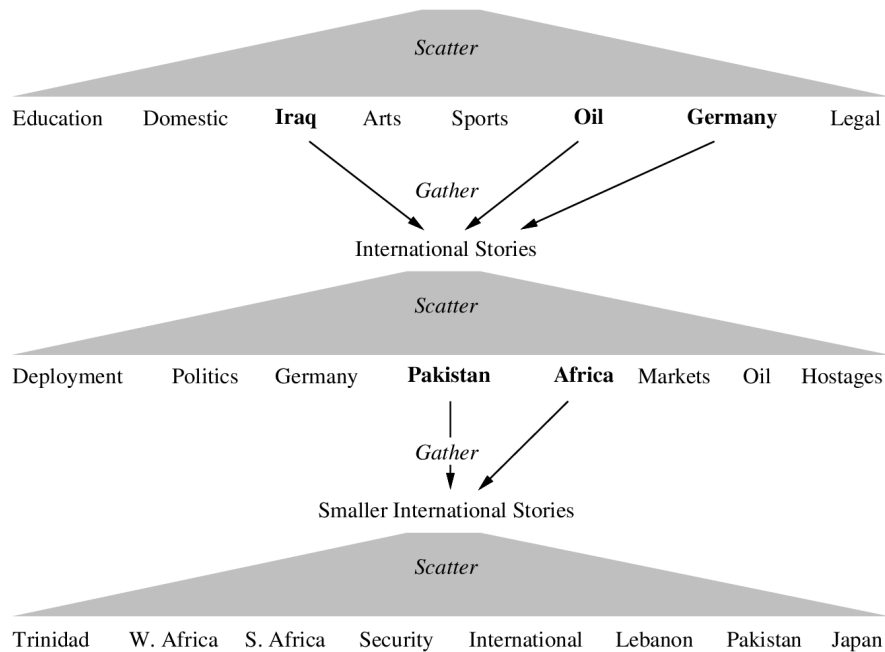 Scatter
Education Domestic Iraq Arts Sports Oil Germany Legal
Gather
International Stories
Scatter
Deployment Politics Germany Pakistan Africa Markets Oil Hostages
Gather
Smaller International Stories
Scatter
Trinidad W. Africa S. Africa Security International Lebanon Pakistan Japan